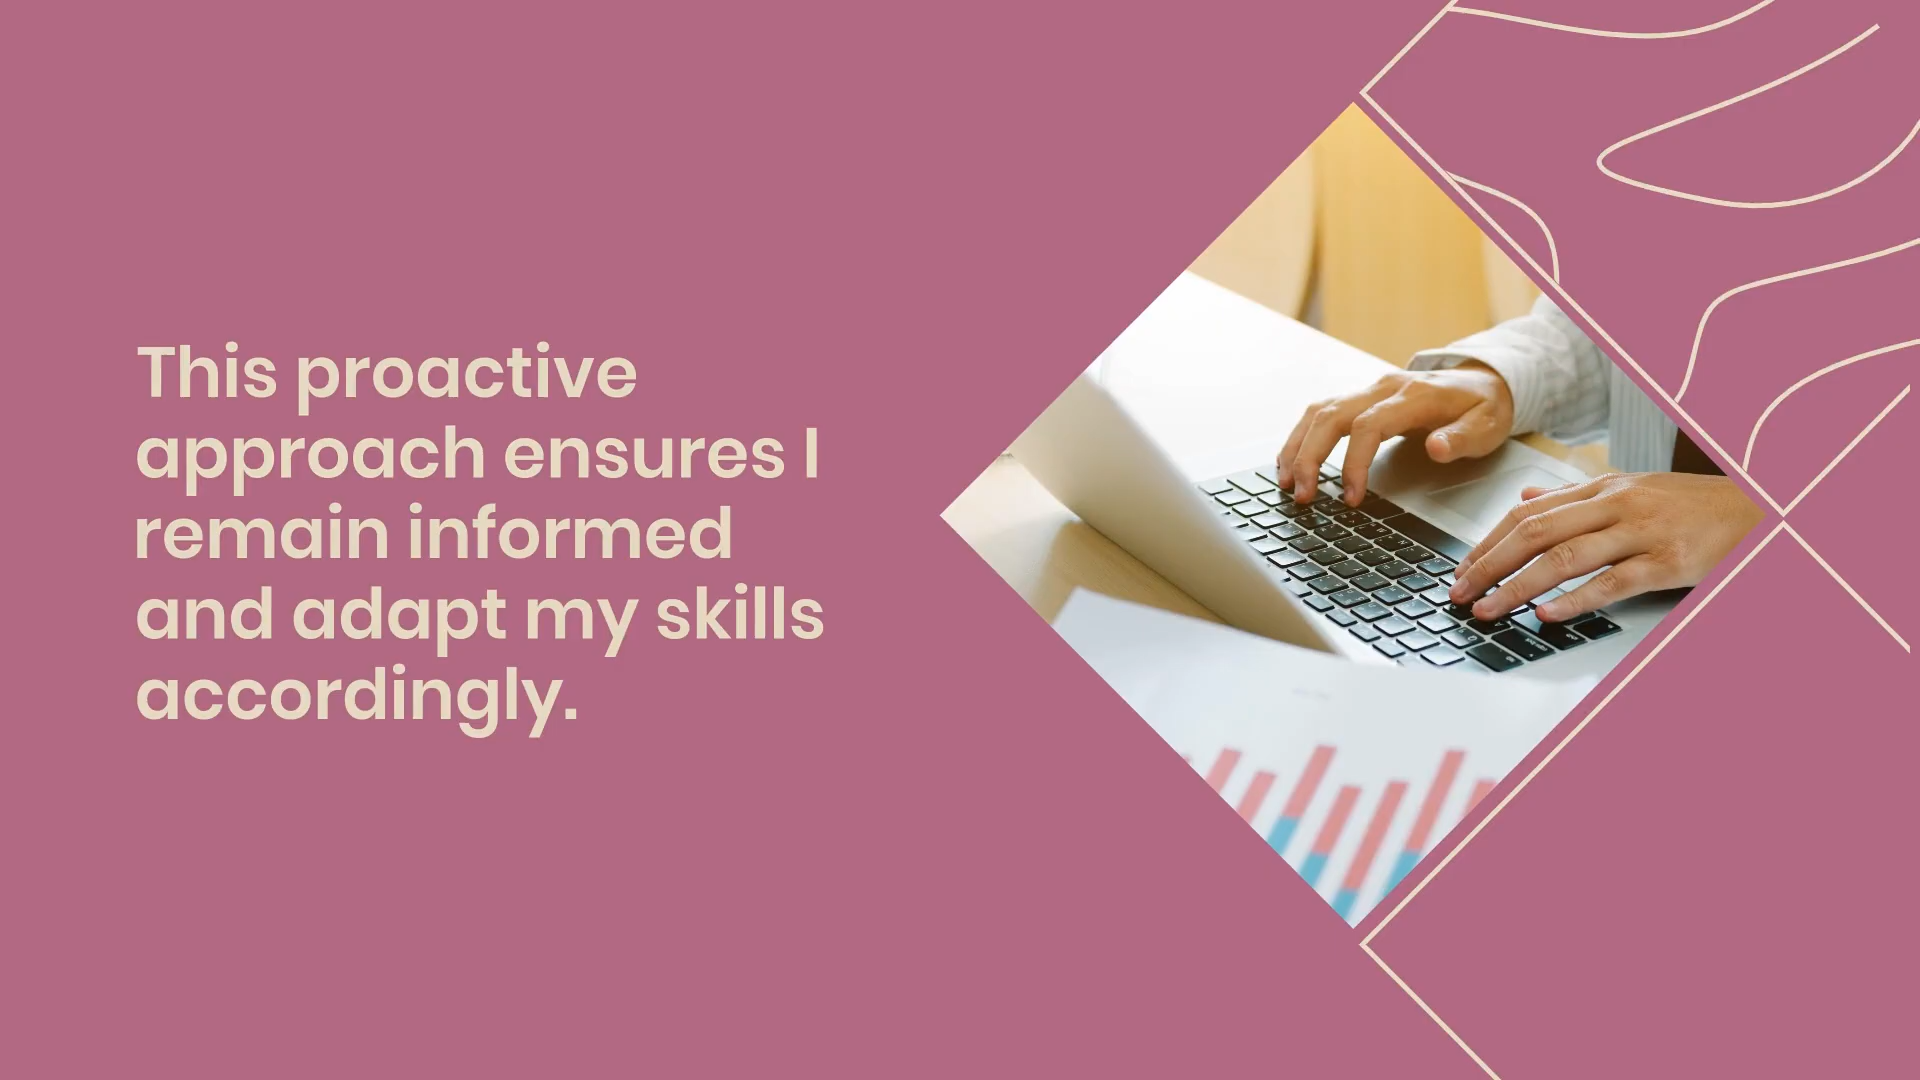 This proactive
approach ensures I
remain informed
and adapt my skills
accordingly.